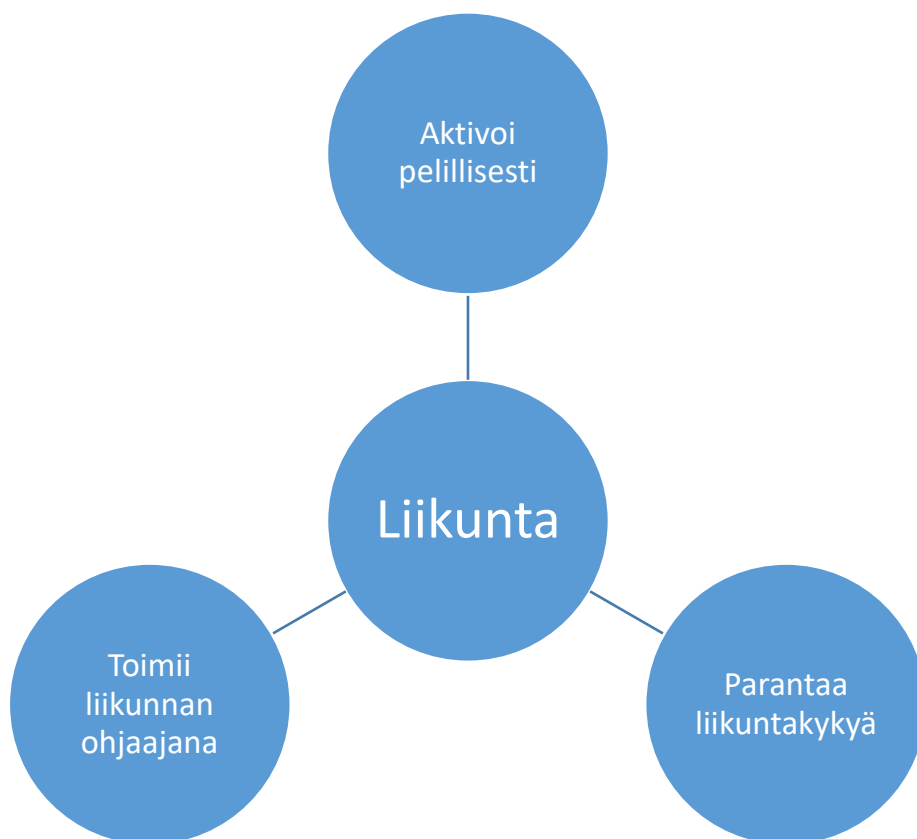 Aktivoi
pelillisesti
Liikunta
Toimii
liikunnan
ohjaajana
Parantaa
liikuntakykyä